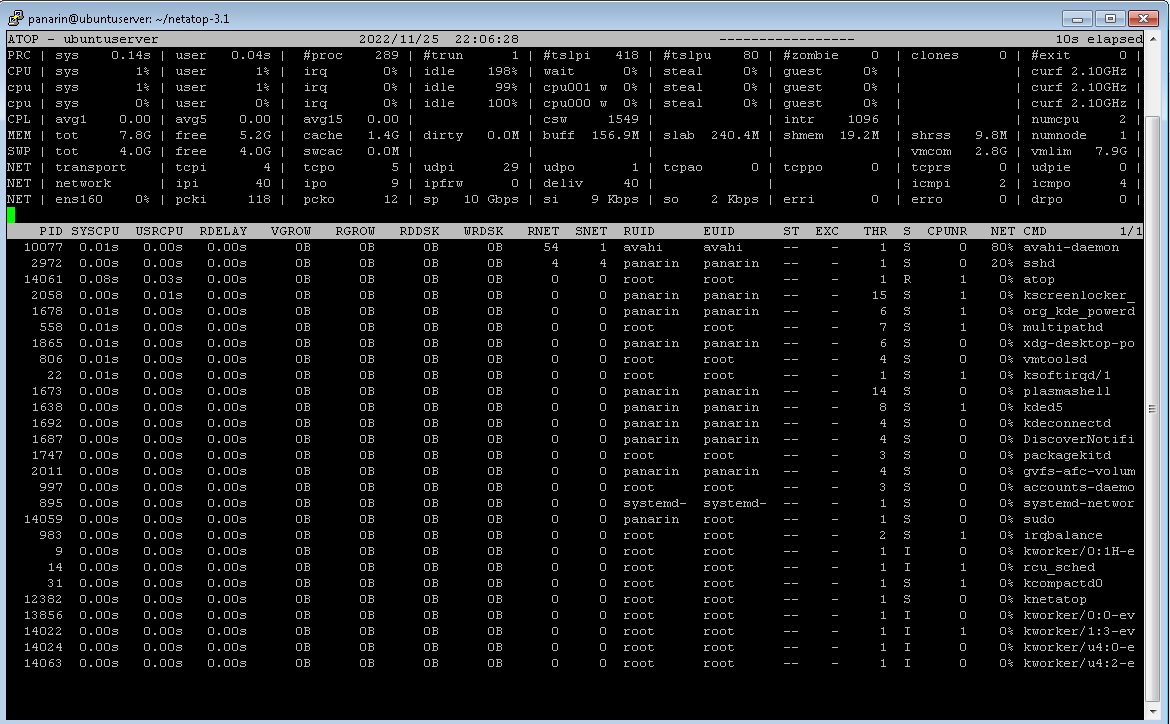 panarin@ubuntuserver: ~/netatop-3.1
ATOP - ubuntuserver 2022/11/25 22:06:28 ----------------- 10s elapsed
PRC | sys 0.14s | user 0.04s | #proc 289 | #trun 1 | #tslpi 418 | #tslpu 80 | #zombie 0 | clones 0 | #exit 0 |
CPU | sys 1% | user 1% | irq 0% | idle 198% | wait 0% | steal 0% | guest 0% | | curf 2.10GHz |
cpu | sys 1% | user 1% | irq 0% | idle 99% | cpu001 w 0% | steal 0% | guest 0% | | curf 2.10GHz |
cpu | sys 0% | user 0% | irq 0% | idle 100% | cpu000 w 0% | steal 0% | guest 0% | | curf 2.10GHz |
CPL | avg1 0.00 | avg5 0.00 | avg15 0.00 | | csw 1549 | | intr 1096 | | numcpu 2 |
MEM | tot 7.8G | free 5.2G | cache 1.4G | dirty 0.0M | buff 156.9M | slab 240.4M | shmem 19.2M | shrss 9.8M | numnode 1 |
SWP | tot 4.0G | free 4.0G | swcac 0.0M | | | | | vmcom 2.8G | vmlim 7.9G |
NET | transport | tcpi 4 | tcpo 5 | udpi 29 | udpo 1 | tcpao 0 | tcppo 0 | tcprs 0 | udpie 0 |
NET | network | ipi 40 | ipo 9 | ipfrw 0 | deliv 40 | | | icmpi 2 | icmpo 4 |
NET | ens160 0% | pcki 118 | pcko 12 | sp 10 Gbps | si 9 Kbps | so 2 Kbps | erri 0 | erro 0 | drpo 0 |
PID SYSCPU USRCPU RDELAY VGROW RGROW RDDSK WRDSK RNET SNET RUID EUID ST EXC THR S CPUNR NET CMD 1/1
10077 0.01s 0.00s 0.00s 0B 0B 0B 0B 54 1 avahi avahi -- - 1 S 0 80% avahi-daemon
2972 0.00s 0.00s 0.00s 0B 0B 0B 0B 4 4 panarin panarin -- - 1 S 0 20% sshd
14061 0.08s 0.03s 0.00s 0B 0B 0B 0B 0 0 root root -- - 1 R 1 0% atop
2058 0.00s 0.01s 0.00s 0B 0B 0B 0B 0 0 panarin panarin -- - 15 S 1 0% kscreenlocker_
1678 0.01s 0.00s 0.00s 0B 0B 0B 0B 0 0 panarin panarin -- - 6 S 1 0% org_kde_powerd
558 0.01s 0.00s 0.00s 0B 0B 0B 0B 0 0 root root -- - 7 S 1 0% multipathd
1865 0.01s 0.00s 0.00s 0B 0B 0B 0B 0 0 panarin panarin -- - 6 S 0 0% xdg-desktop-po
806 0.01s 0.00s 0.00s 0B 0B 0B 0B 0 0 root root -- - 4 S 0 0% vmtoolsd
22 0.01s 0.00s 0.00s 0B 0B 0B 0B 0 0 root root -- - 1 S 1 0% ksoftirqd/1
1673 0.00s 0.00s 0.00s 0B 0B 0B 0B 0 0 panarin panarin -- - 14 S 0 0% plasmashell
1638 0.00s 0.00s 0.00s 0B 0B 0B 0B 0 0 panarin panarin -- - 8 S 1 0% kded5
1692 0.00s 0.00s 0.00s 0B 0B 0B 0B 0 0 panarin panarin -- - 4 S 0 0% kdeconnectd
1687 0.00s 0.00s 0.00s 0B 0B 0B 0B 0 0 panarin panarin -- - 4 S 0 0% DiscoverNotifi
1747 0.00s 0.00s 0.00s 0B 0B 0B 0B 0 0 root root -- - 3 S 0 0% packagekitd
2011 0.00s 0.00s 0.00s 0B 0B 0B 0B 0 0 panarin panarin -- - 4 S 0 0% gvfs-afc-volum
997 0.00s 0.00s 0.00s 0B 0B 0B 0B 0 0 root root -- - 3 S 0 0% accounts-daemo
895 0.00s 0.00s 0.00s 0B 0B 0B 0B 0 0 systemd- systemd- -- - 1 S 0 0% systemd-networ
14059 0.00s 0.00s 0.00s 0B 0B 0B 0B 0 0 panarin root -- - 1 S 0 0% sudo
983 0.00s 0.00s 0.00s 0B 0B 0B 0B 0 0 root root -- - 2 S 1 0% irqbalance
9 0.00s 0.00s 0.00s 0B 0B 0B 0B 0 0 root root -- - 1 I 0 0% kworker/0:1H-e
14 0.00s 0.00s 0.00s 0B 0B 0B 0B 0 0 root root -- - 1 I 1 0% rcu_sched
31 0.00s 0.00s 0.00s 0B 0B 0B 0B 0 0 root root -- - 1 S 1 0% kcompactd0
12382 0.00s 0.00s 0.00s 0B 0B 0B 0B 0 0 root root -- - 1 S 0 0% knetatop
13856 0.00s 0.00s 0.00s 0B 0B 0B 0B 0 0 root root -- - 1 I 0 0% kworker/0:0-ev
14022 0.00s 0.00s 0.00s 0B 0B 0B 0B 0 0 root root -- - 1 I 1 0% kworker/1:3-ev
14024 0.00s 0.00s 0.00s 0B 0B 0B 0B 0 0 root root -- - 1 I 0 0% kworker/u4:0-e
14063 0.00s 0.00s 0.00s 0B 0B 0B 0B 0 0 root root -- - 1 I 0 0% kworker/u4:2-e